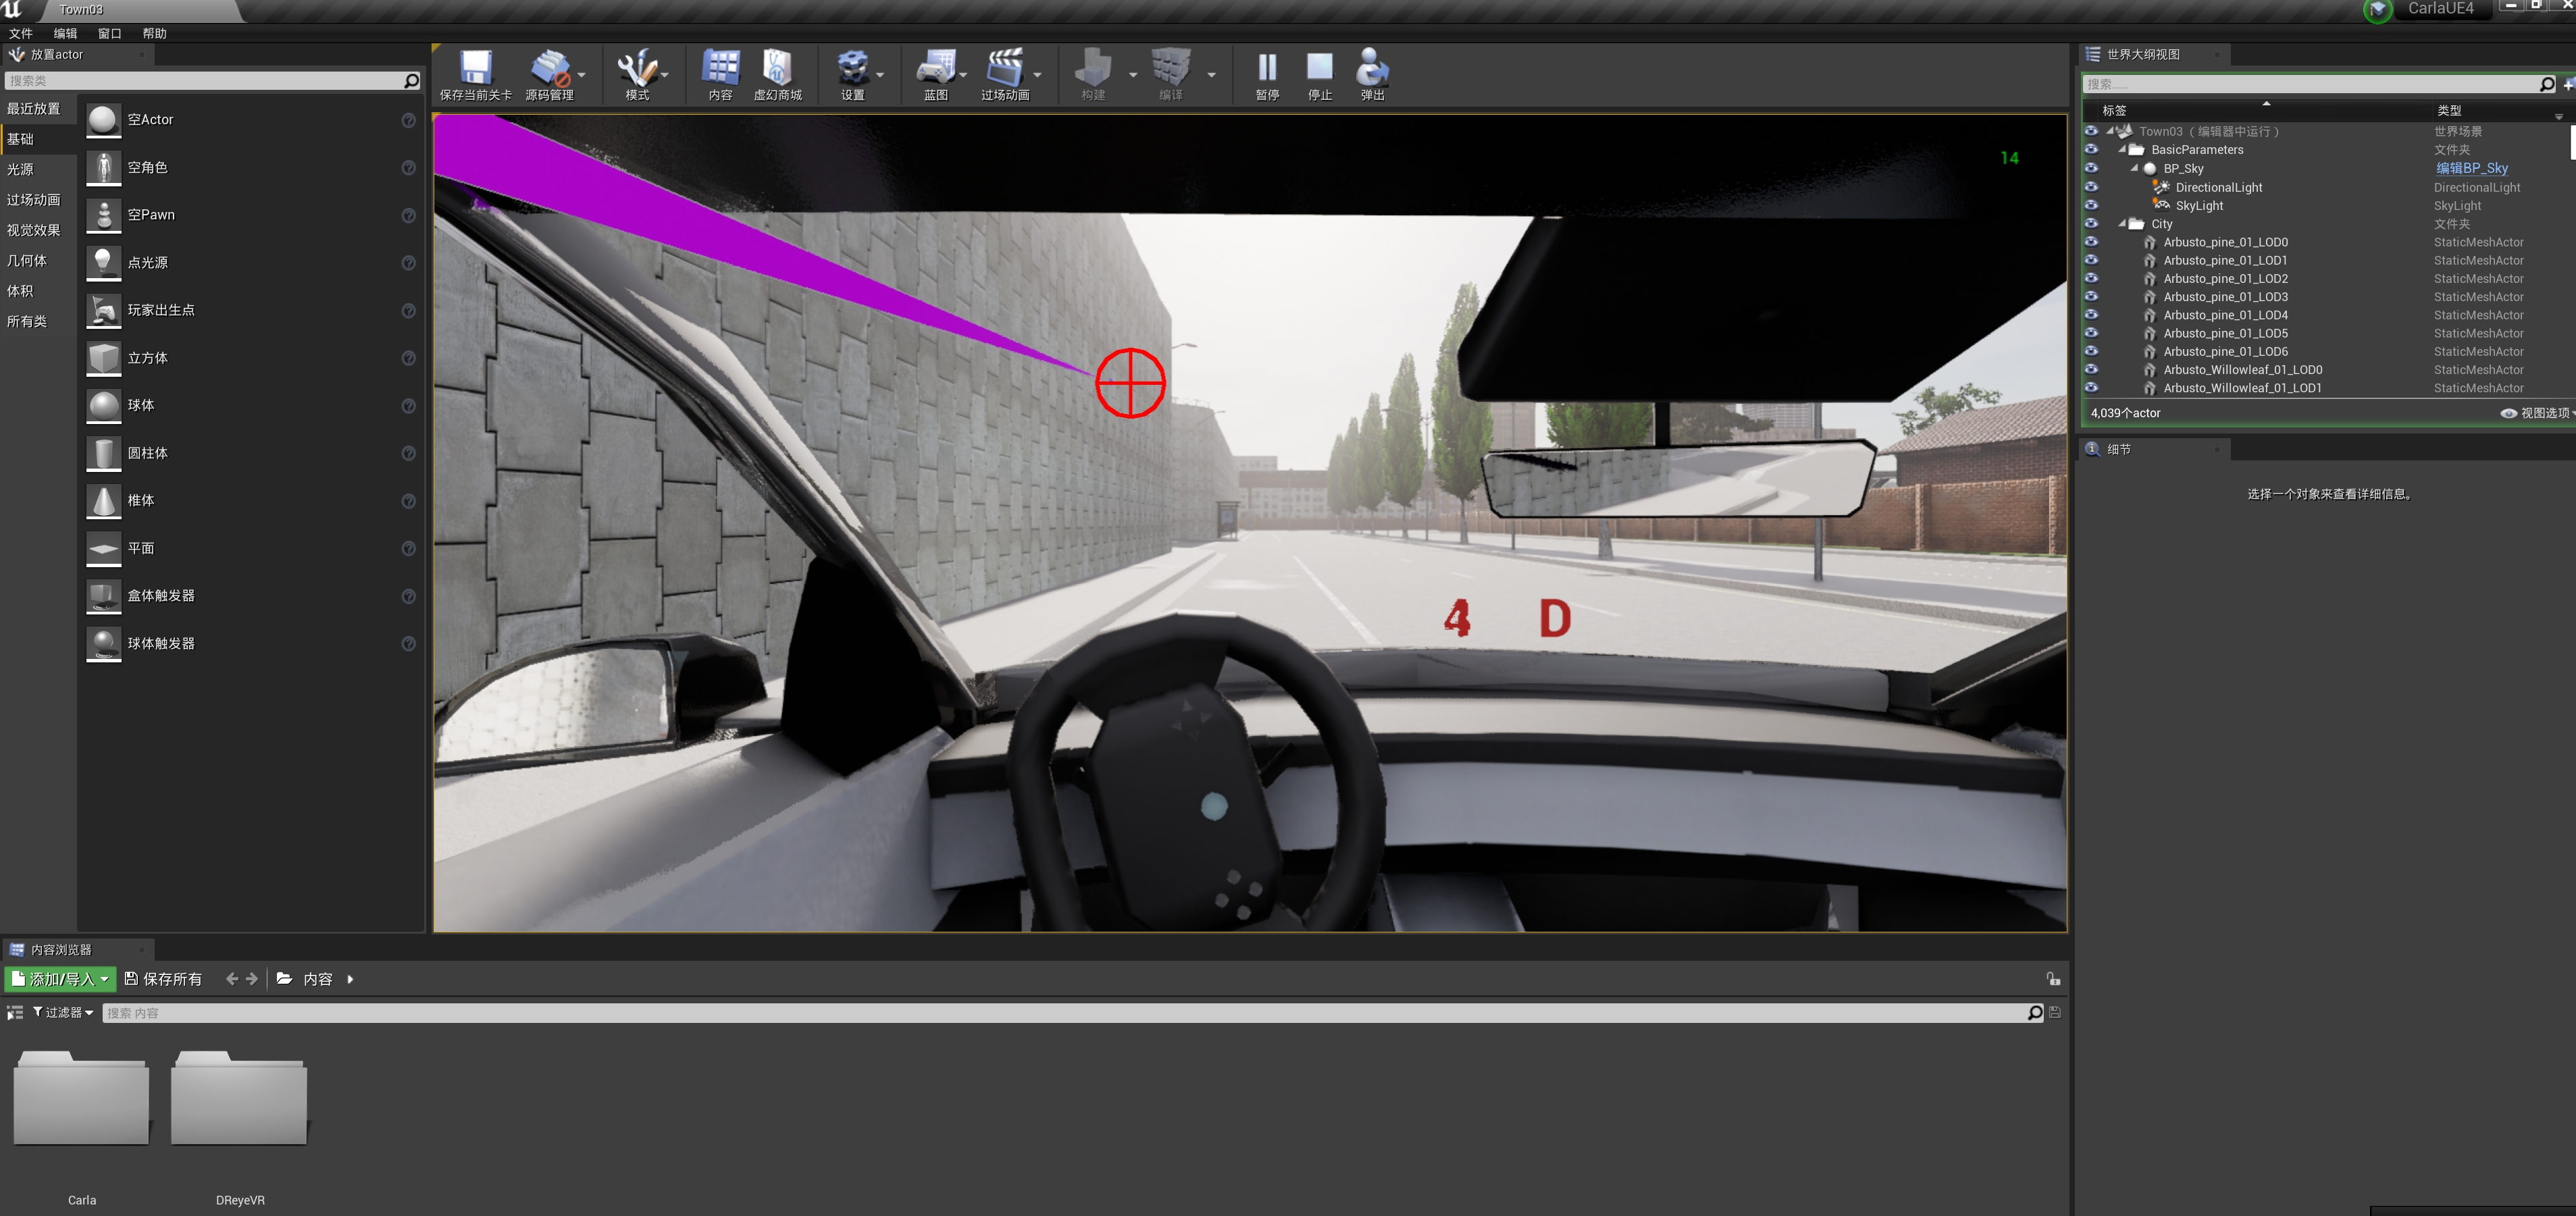 Town03
CarlaUE4
文件 编辑 窗口 帮助
放置actor
搜索类
最近放置
基础
光源
过场动画
视觉效果
几何体
体积
所有类
空Actor
空角色
空Pawn
点光源
玩家出生点
立方体
球体
圆柱体
椎体
平面
盒体触发器
球体触发器
保存当前关卡 源码管理 模式 内容 虚幻商城 设置 蓝图 过场动画 构建 编译 暂停 停止 弹出
14
4 D
世界大纲视图
搜索......
标签 类型
Town03（编辑器中运行） 世界场景
BasicParameters 文件夹
BP_Sky 编辑BP_Sky
DirectionalLight DirectionalLight
SkyLight SkyLight
City 文件夹
Arbusto_pine_01_LOD0 StaticMeshActor
Arbusto_pine_01_LOD1 StaticMeshActor
Arbusto_pine_01_LOD2 StaticMeshActor
Arbusto_pine_01_LOD3 StaticMeshActor
Arbusto_pine_01_LOD4 StaticMeshActor
Arbusto_pine_01_LOD5 StaticMeshActor
Arbusto_pine_01_LOD6 StaticMeshActor
Arbusto_Willowleaf_01_LOD0 StaticMeshActor
Arbusto_Willowleaf_01_LOD1 StaticMeshActor
4,039个actor 视图选项
细节
选择一个对象来查看详细信息。
内容浏览器
添加/导入 保存所有 内容
过滤器 搜索 内容
Carla DReyeVR